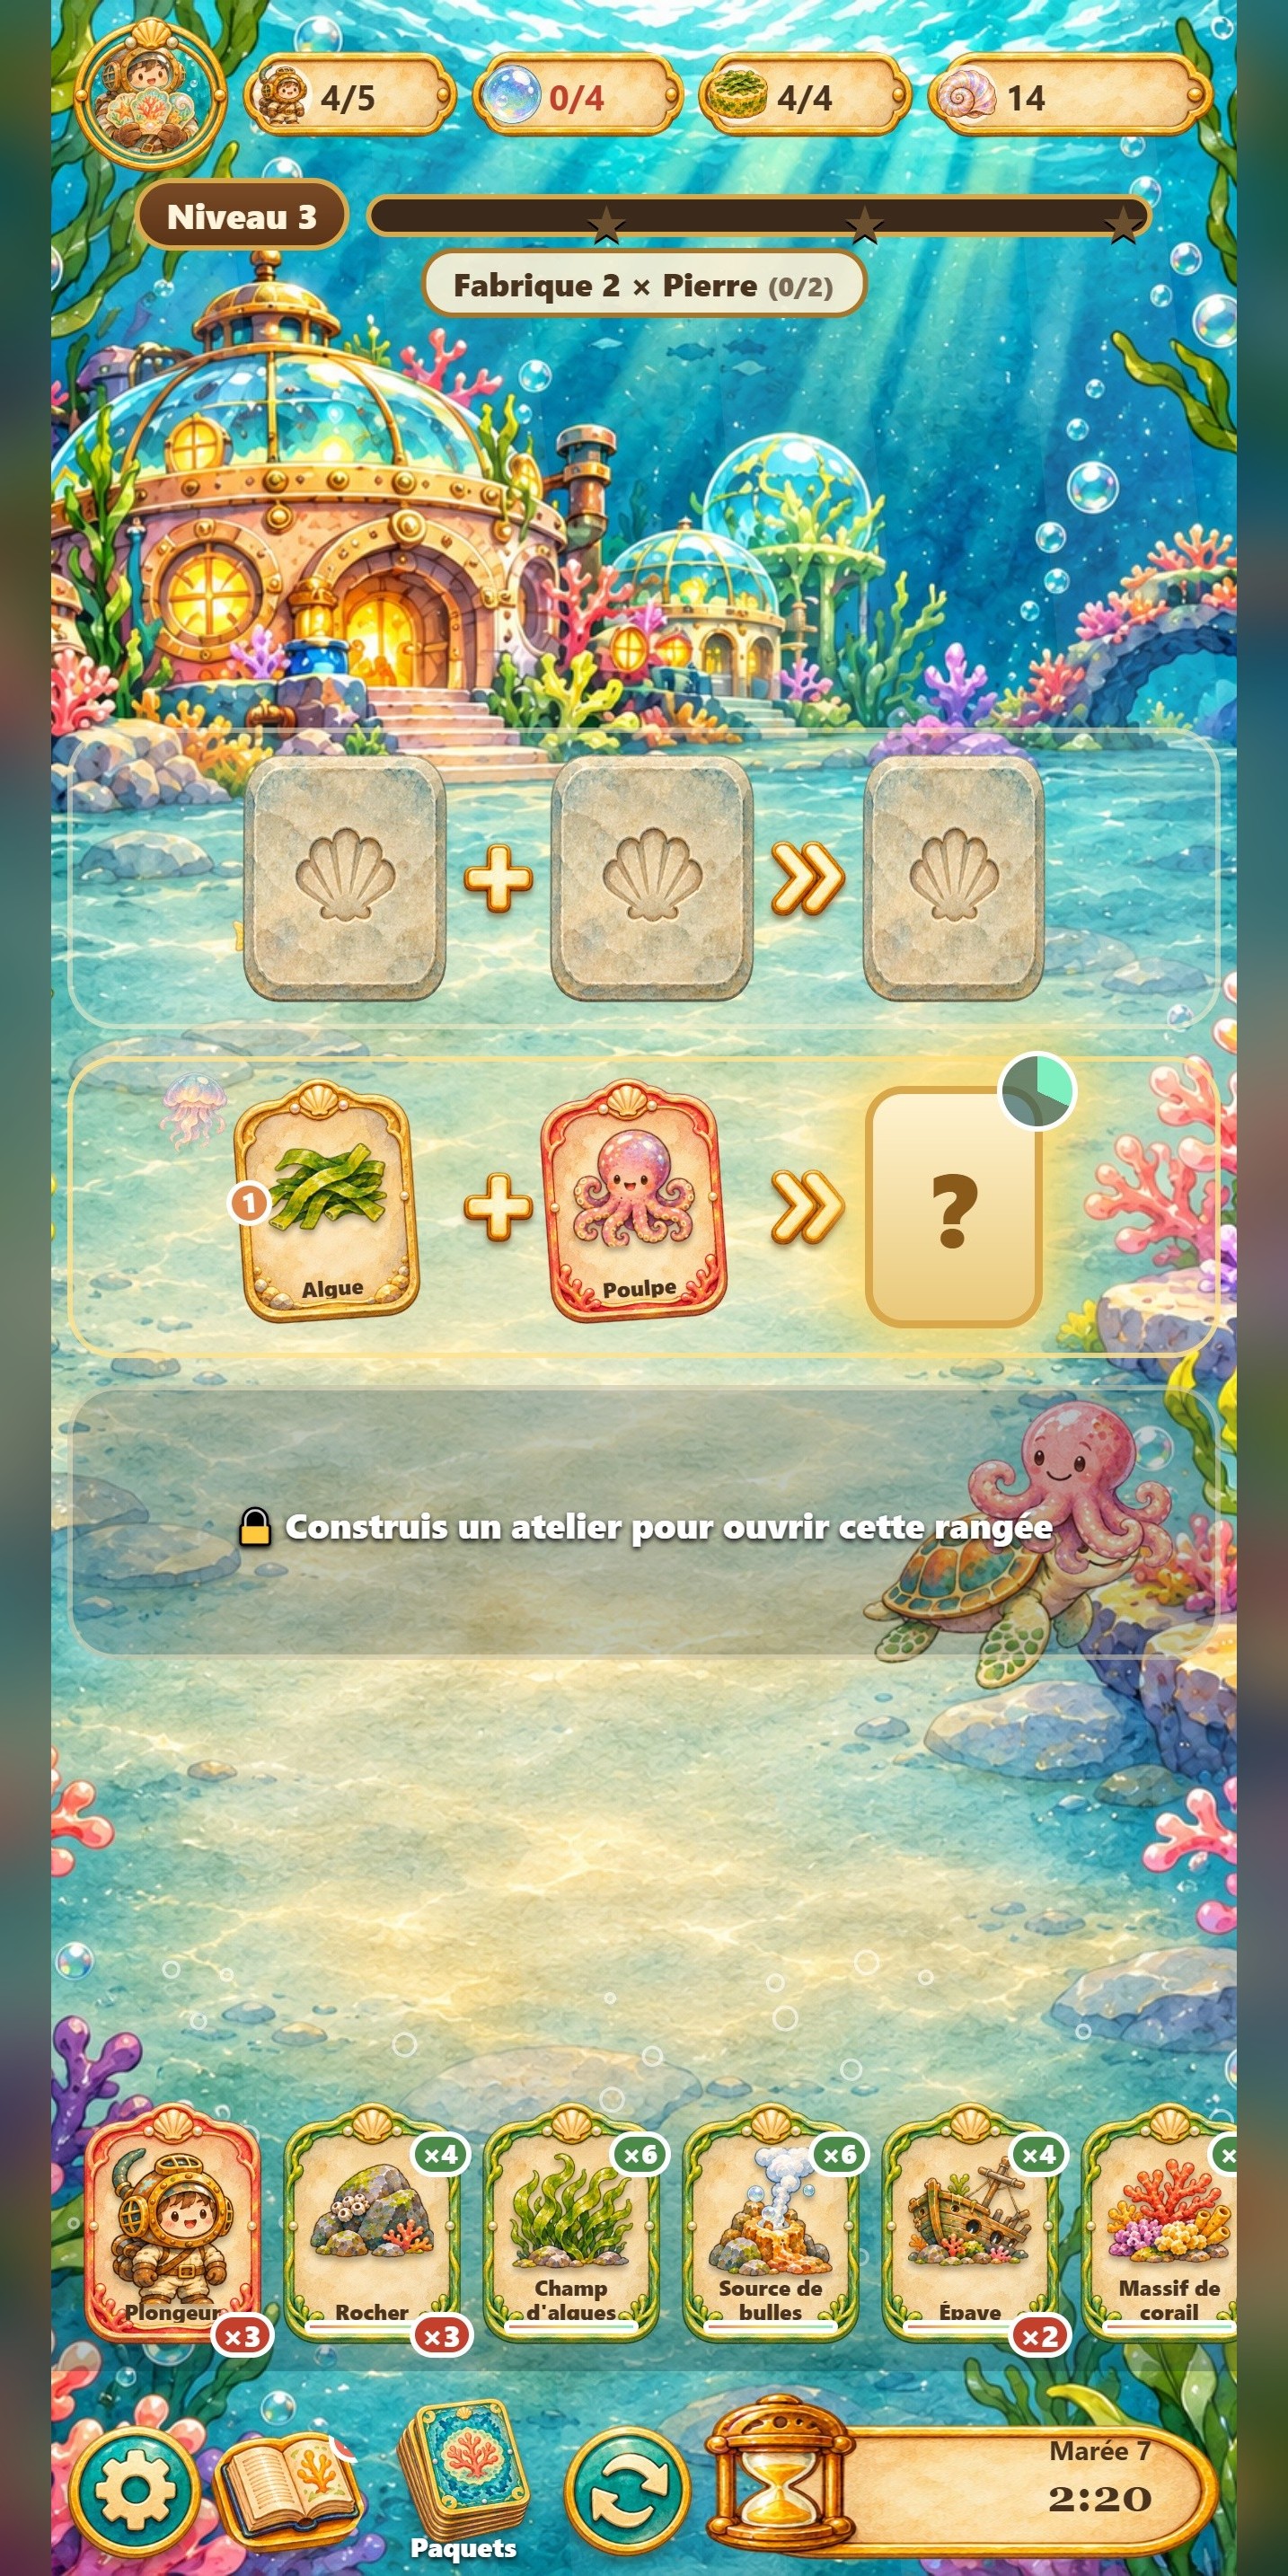 4/5
0/4
4/4
14
Niveau 3
Fabrique 2 × Pierre (0/2)
1
Algue
Poulpe
?
Construis un atelier pour ouvrir cette rangée
Plongeur
×3
×4
Rocher
×3
×6
Champ
d'algues
×6
Source de
bulles
×4
Épave
×2
×
Massif de
corail
Paquets
Marée 7
2:20